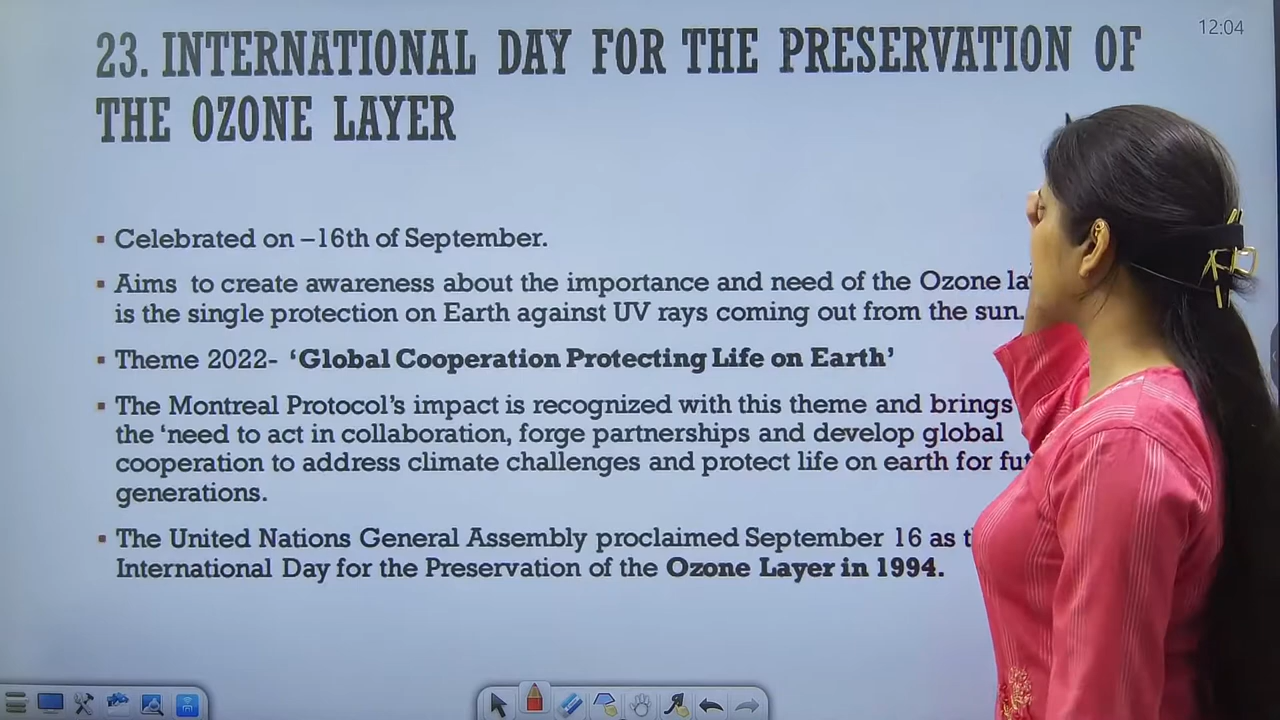 12:04
23. INTERNATIONAL DAY FOR THE PRESERVATION OF
THE OZONE LAYER
▪ Celebrated on –16th of September.
▪ Aims to create awareness about the importance and need of the Ozone
is the single protection on Earth against UV rays coming out from the sun.
▪ Theme 2022- ‘Global Cooperation Protecting Life on Earth’
▪ The Montreal Protocol’s impact is recognized with this theme and brings
the ‘need to act in collaboration, forge partnerships and develop global
cooperation to address climate challenges and protect life on earth for
generations.
▪ The United Nations General Assembly proclaimed September 16 as
International Day for the Preservation of the Ozone Layer in 1994.